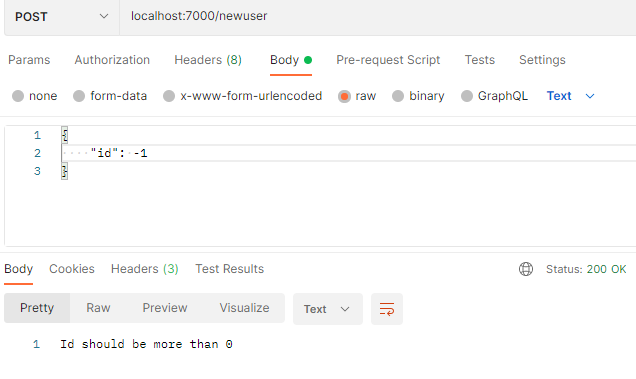 POST localhost:7000/newuser
Params Authorization Headers (8) Body Pre-request Script Tests Settings
none form-data x-www-form-urlencoded raw binary GraphQL Text
1 {
2 "id": -1
3 }
Body Cookies Headers (3) Test Results Status: 200 OK
Pretty Raw Preview Visualize Text
1 Id should be more than 0